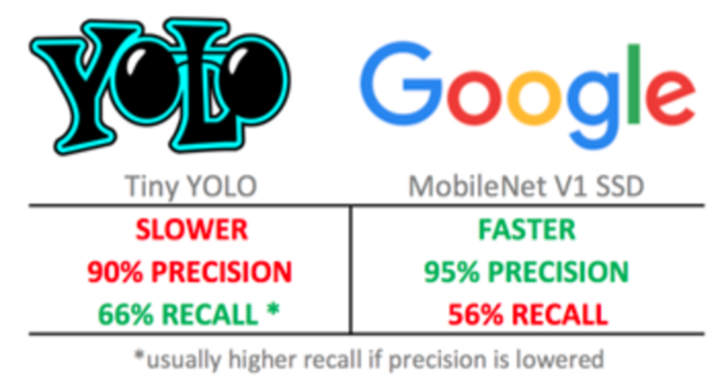 YOLO
Google
Tiny YOLO
MobileNet V1 SSD
SLOWER
FASTER
90% PRECISION
95% PRECISION
66% RECALL *
56% RECALL
*usually higher recall if precision is lowered